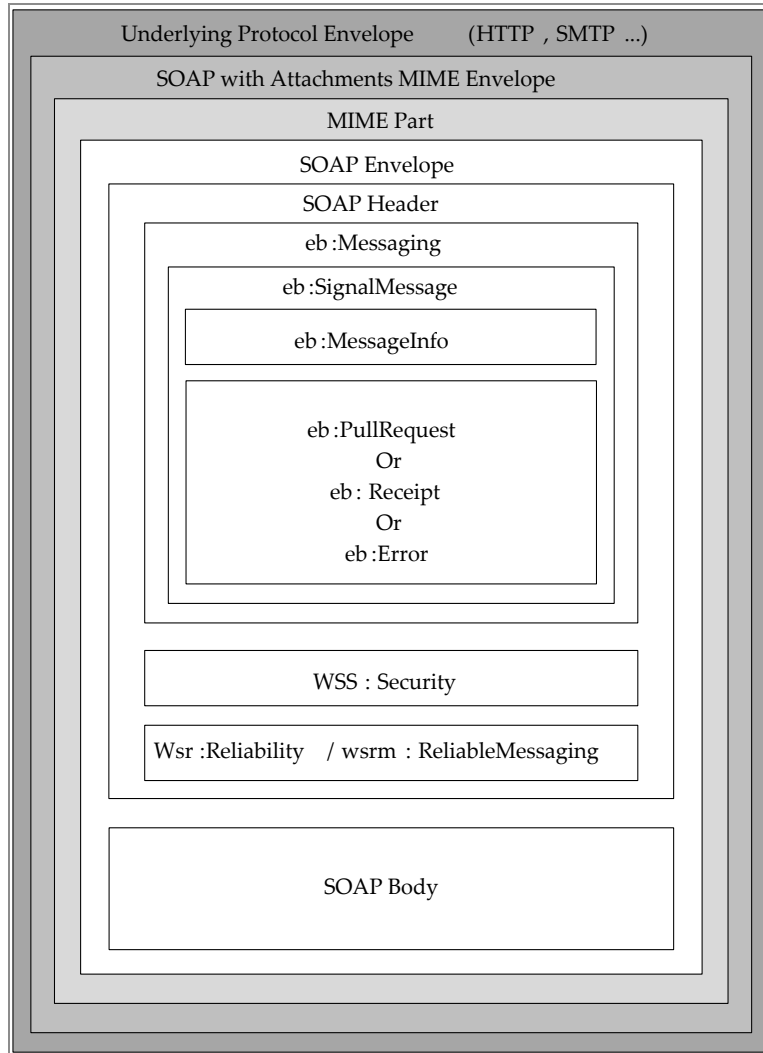 Underlying Protocol Envelope (HTTP , SMTP ...)
SOAP with Attachments MIME Envelope
MIME Part
SOAP Envelope
SOAP Header
eb :Messaging
eb :SignalMessage
eb :MessageInfo
eb :PullRequest
Or
eb : Receipt
Or
eb :Error
WSS : Security
Wsr :Reliability / wsrm : ReliableMessaging
SOAP Body